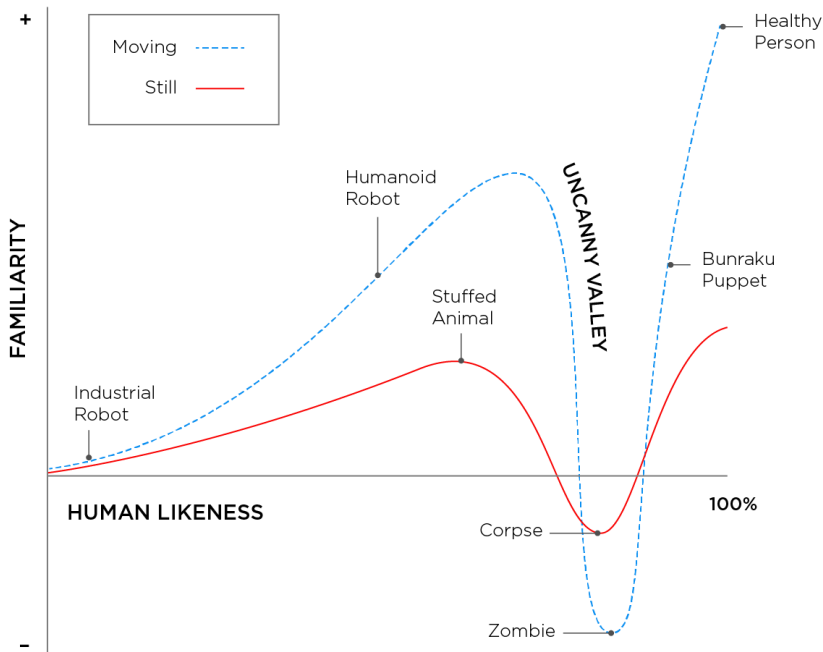 +
Healthy
Person
Moving
Still
UNCANNY VALLEY
Humanoid
Robot
Bunraku
Puppet
FAMILIARITY
Stuffed
Animal
Industrial
Robot
100%
HUMAN LIKENESS
Corpse
Zombie
–